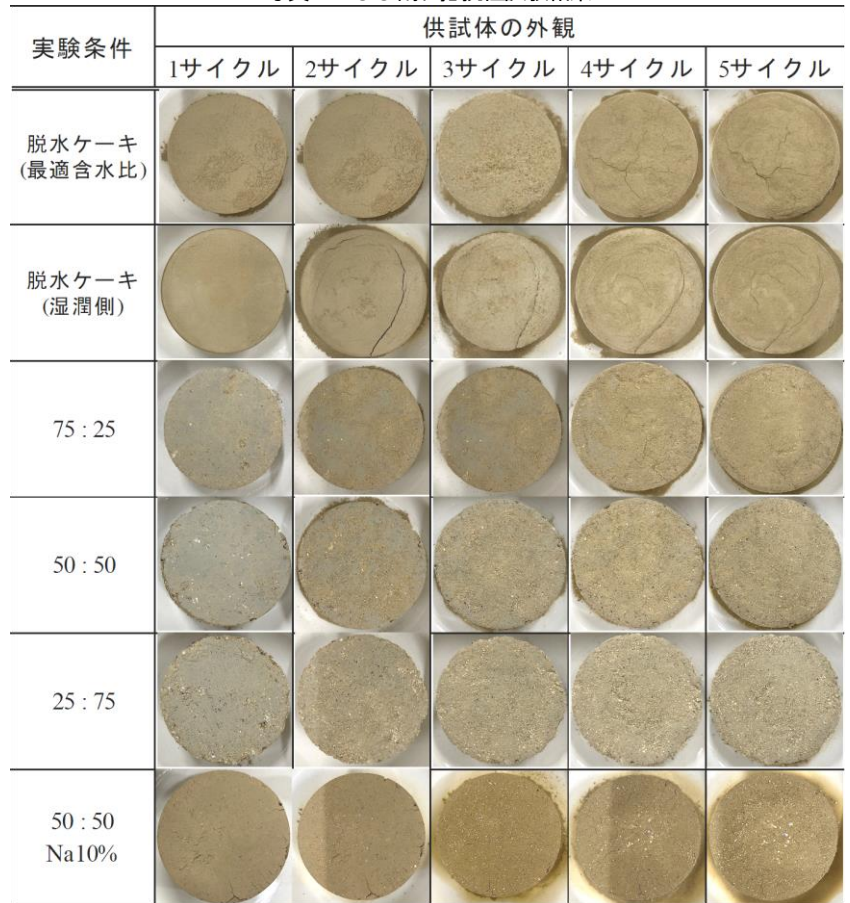 実験条件
供試体の外観
1サイクル
2サイクル
3サイクル
4サイクル
5サイクル
脱水ケーキ
(最適含水比)
脱水ケーキ
(湿潤側)
75 : 25
50 : 50
25 : 75
50 : 50
Na10%